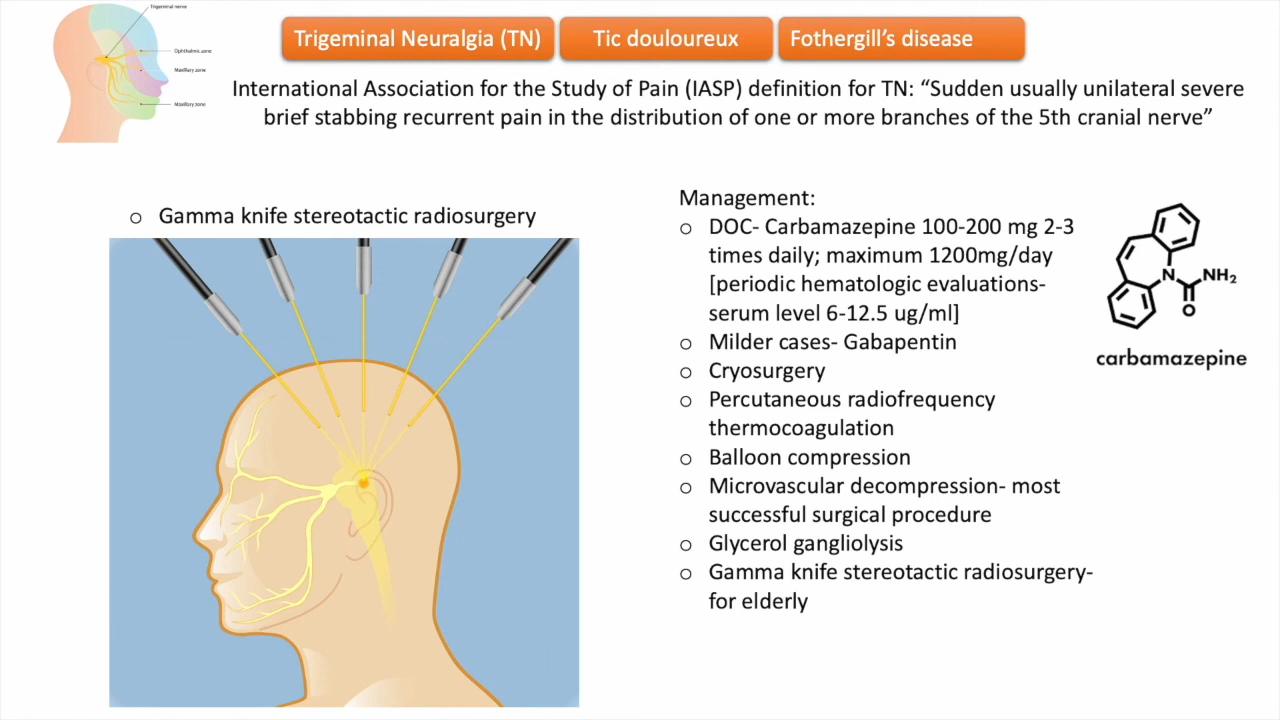 Trigeminal nerve
Ophthalmic zone
Maxillary zone
Maxillary zone
Trigeminal Neuralgia (TN)
Tic douloureux
Fothergill’s disease
International Association for the Study of Pain (IASP) definition for TN: “Sudden usually unilateral severe
brief stabbing recurrent pain in the distribution of one or more branches of the 5th cranial nerve”
o Gamma knife stereotactic radiosurgery
Management:
o DOC- Carbamazepine 100-200 mg 2-3
times daily; maximum 1200mg/day
[periodic hematologic evaluations-
serum level 6-12.5 ug/ml]
o Milder cases- Gabapentin
o Cryosurgery
o Percutaneous radiofrequency
thermocoagulation
o Balloon compression
o Microvascular decompression- most
successful surgical procedure
o Glycerol gangliolysis
o Gamma knife stereotactic radiosurgery-
for elderly
N
NH₂
O
carbamazepine